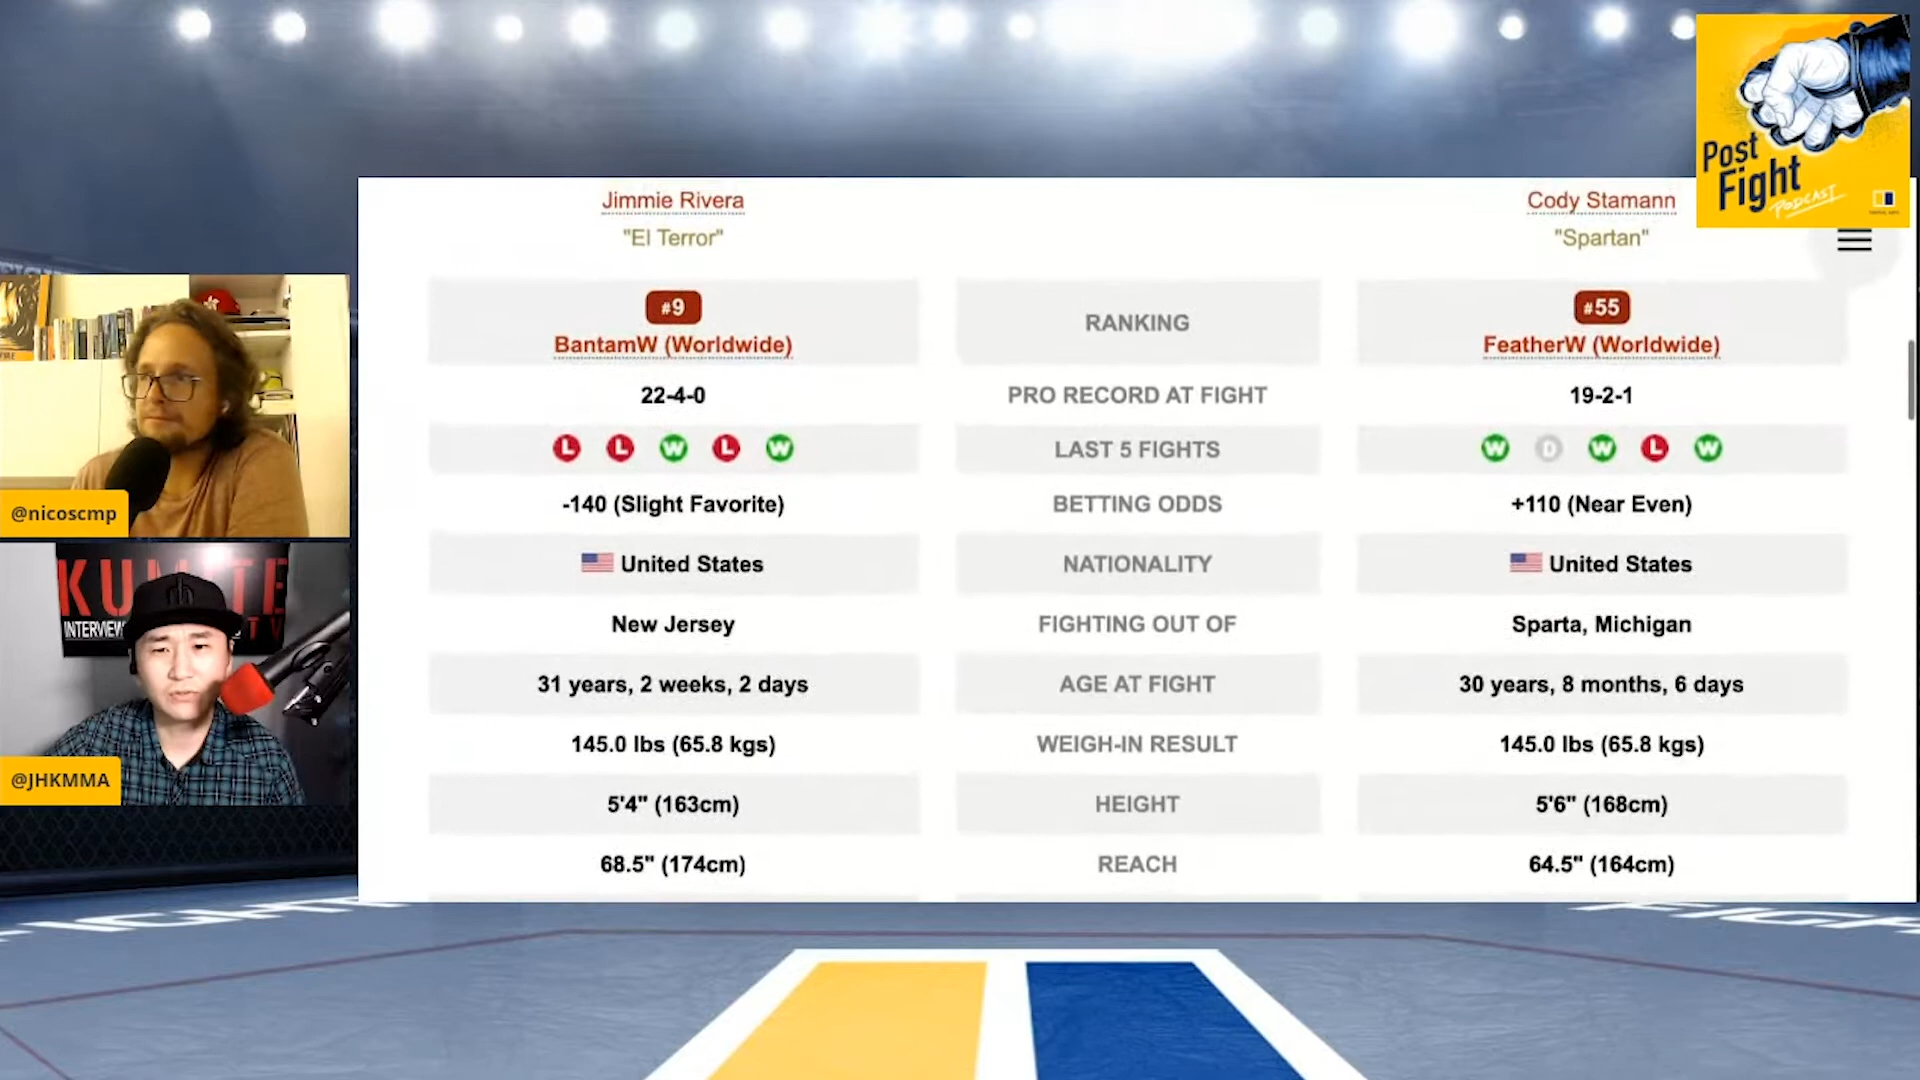 Post
Fight
PODCAST
Jimmie Rivera
Cody Stamann
"El Terror"
"Spartan"
#9
BantamW (Worldwide)
RANKING
#55
FeatherW (Worldwide)
22-4-0
PRO RECORD AT FIGHT
19-2-1
L L W L W
LAST 5 FIGHTS
W D W L W
-140 (Slight Favorite)
BETTING ODDS
+110 (Near Even)
United States
NATIONALITY
United States
New Jersey
FIGHTING OUT OF
Sparta, Michigan
31 years, 2 weeks, 2 days
AGE AT FIGHT
30 years, 8 months, 6 days
145.0 lbs (65.8 kgs)
WEIGH-IN RESULT
145.0 lbs (65.8 kgs)
5'4" (163cm)
HEIGHT
5'6" (168cm)
68.5" (174cm)
REACH
64.5" (164cm)
@nicoscmp
INTERVIEW
TV
@JHKMMA